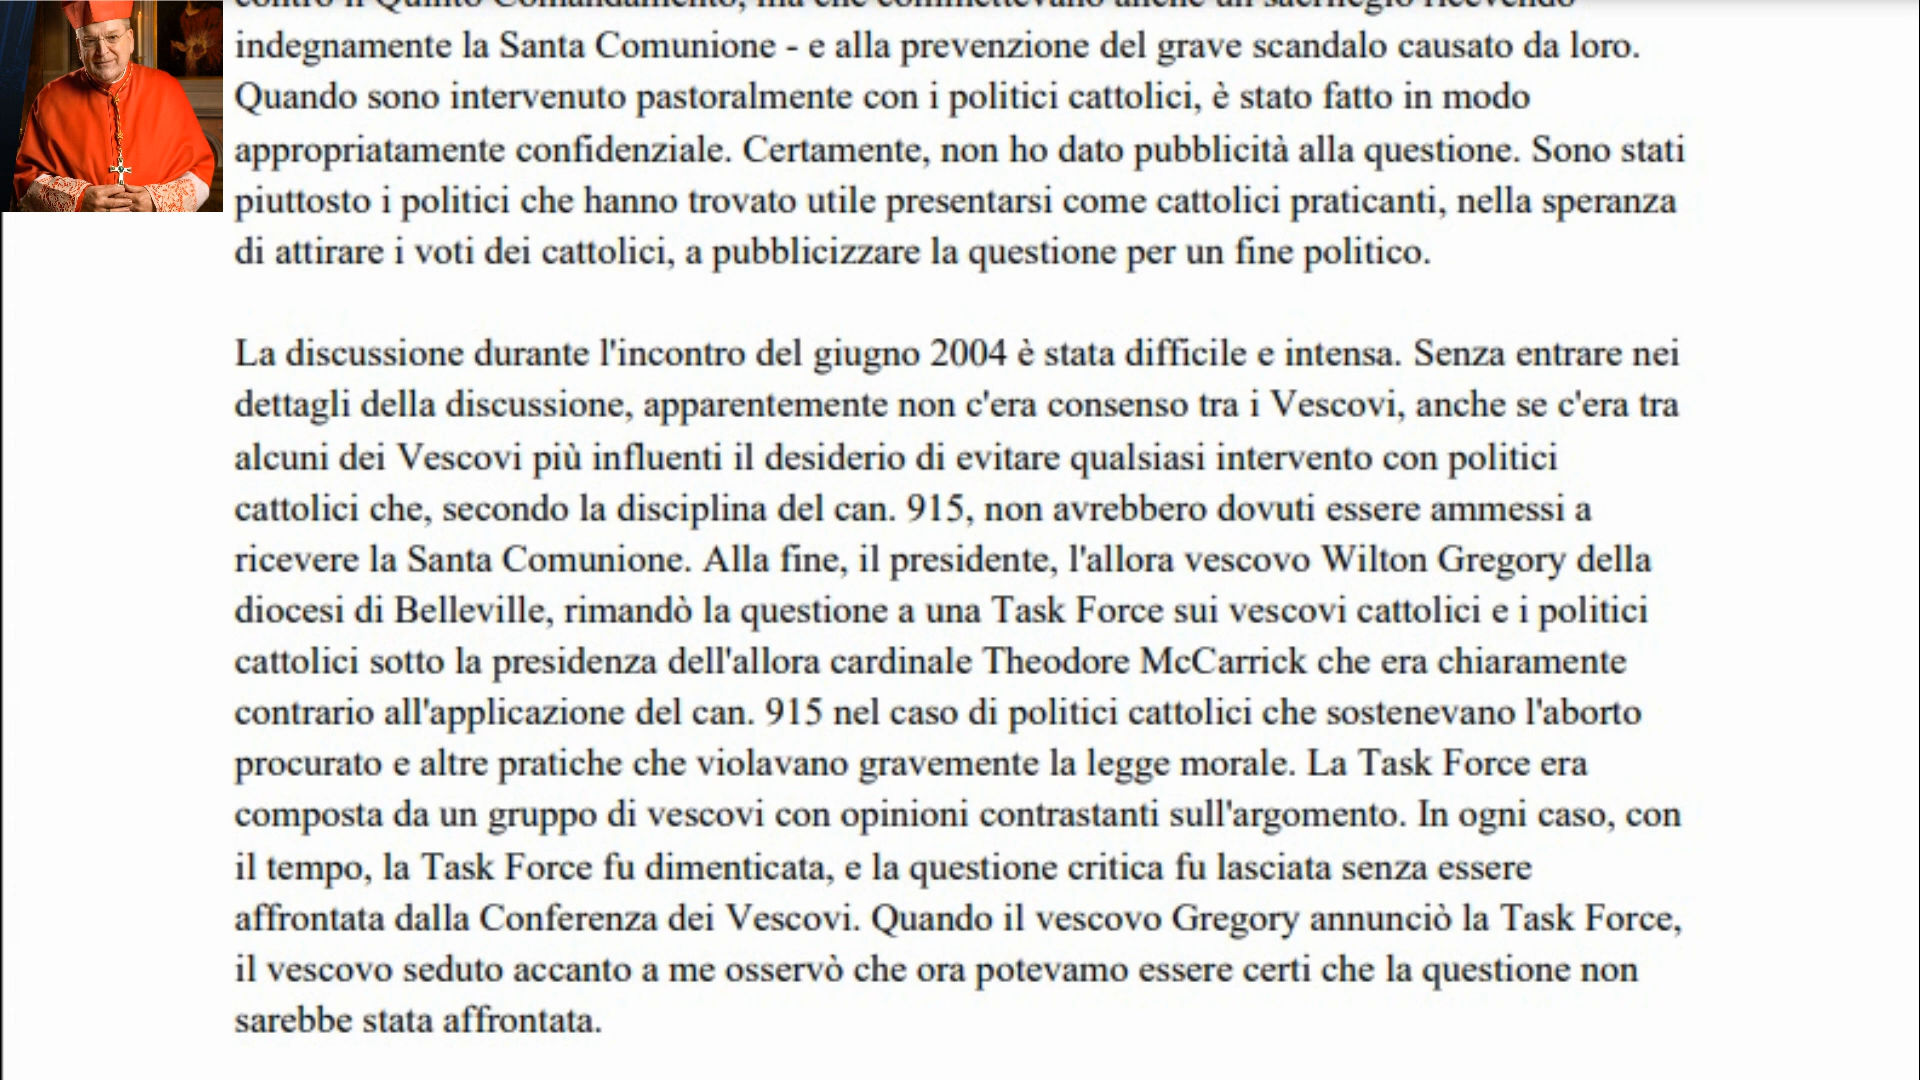 contro il Quinto Comandamento, ma che commettevano anche un sacrilegio ricevendo
indegnamente la Santa Comunione - e alla prevenzione del grave scandalo causato da loro.
Quando sono intervenuto pastoralmente con i politici cattolici, è stato fatto in modo
appropriatamente confidenziale. Certamente, non ho dato pubblicità alla questione. Sono stati
piuttosto i politici che hanno trovato utile presentarsi come cattolici praticanti, nella speranza
di attirare i voti dei cattolici, a pubblicizzare la questione per un fine politico.
La discussione durante l'incontro del giugno 2004 è stata difficile e intensa. Senza entrare nei
dettagli della discussione, apparentemente non c'era consenso tra i Vescovi, anche se c'era tra
alcuni dei Vescovi più influenti il desiderio di evitare qualsiasi intervento con politici
cattolici che, secondo la disciplina del can. 915, non avrebbero dovuti essere ammessi a
ricevere la Santa Comunione. Alla fine, il presidente, l'allora vescovo Wilton Gregory della
diocesi di Belleville, rimandò la questione a una Task Force sui vescovi cattolici e i politici
cattolici sotto la presidenza dell'allora cardinale Theodore McCarrick che era chiaramente
contrario all'applicazione del can. 915 nel caso di politici cattolici che sostenevano l'aborto
procurato e altre pratiche che violavano gravemente la legge morale. La Task Force era
composta da un gruppo di vescovi con opinioni contrastanti sull'argomento. In ogni caso, con
il tempo, la Task Force fu dimenticata, e la questione critica fu lasciata senza essere
affrontata dalla Conferenza dei Vescovi. Quando il vescovo Gregory annunciò la Task Force,
il vescovo seduto accanto a me osservò che ora potevamo essere certi che la questione non
sarebbe stata affrontata.